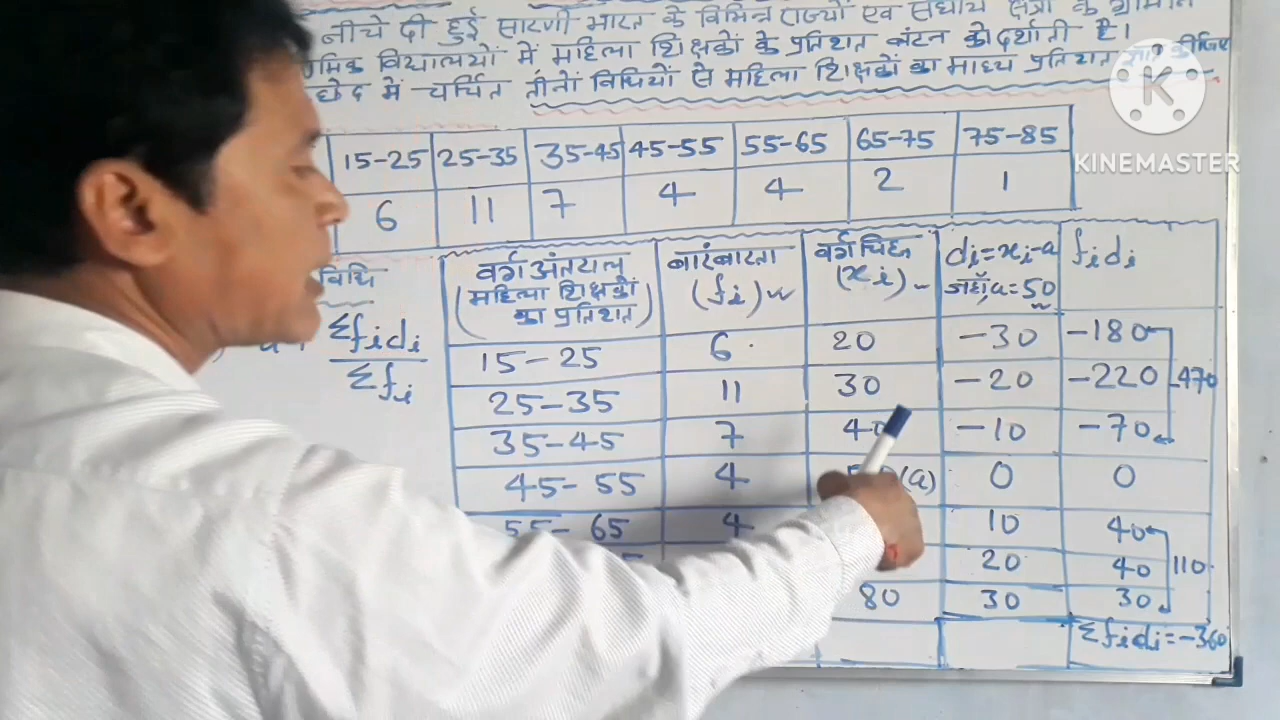 नीचे दी हुई सारणी भारत के विभिन्न राज्यों एवं संघीय क्षेत्रों के ग्रामीण
विद्यालयों में महिला शिक्षकों के प्रतिशत बंटन को दर्शाती है।
में चर्चित तीनों विधियों से महिला शिक्षकों का माध्य प्रतिशत ज्ञात कीजिए
KINEMASTER
15-25 25-35 35-45 45-55 55-65 65-75 75-85
6 11 7 4 4 2 1
विधि
Σfidi
Σfi
वर्ग अंतराल (महिला शिक्षकों का प्रतिशत) बारंबारता (fi) वर्ग चिह्न (xi) di=xi-a जहाँ, a=50 fidi
15-25 6 20 -30 -180
25-35 11 30 -20 -220 -470
35-45 7 40 -10 -70
45-55 4 (a) 0 0
55-65 4 10 40
20 40 110
80 30 30
Σfidi=-360